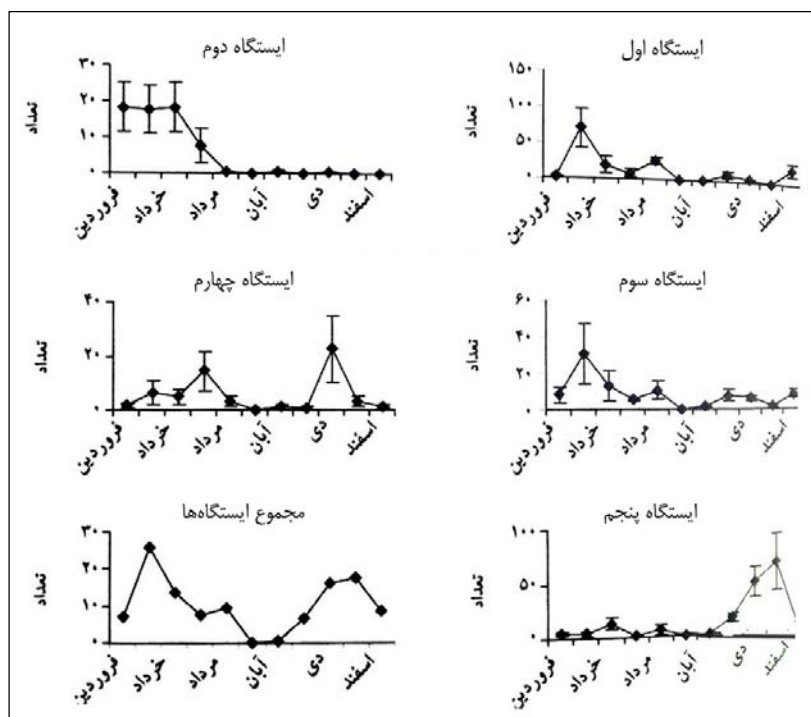 ایستگاه اول
تعداد
۱۵۰
۱۰۰
۵۰
۰
فروردین
خرداد
مرداد
آبان
دی
اسفند
ایستگاه دوم
تعداد
۳۰
۲۰
۱۰
۰
فروردین
خرداد
مرداد
آبان
دی
اسفند
ایستگاه سوم
تعداد
۶۰
۴۰
۲۰
۰
فروردین
خرداد
مرداد
آبان
دی
اسفند
ایستگاه چهارم
تعداد
۴۰
۲۰
۰
فروردین
خرداد
مرداد
آبان
دی
اسفند
ایستگاه پنجم
تعداد
۱۰۰
۵۰
۰
فروردین
خرداد
مرداد
آبان
دی
اسفند
مجموع ایستگاه‌ها
تعداد
۳۰
۲۰
۱۰
۰
فروردین
خرداد
مرداد
آبان
دی
اسفند